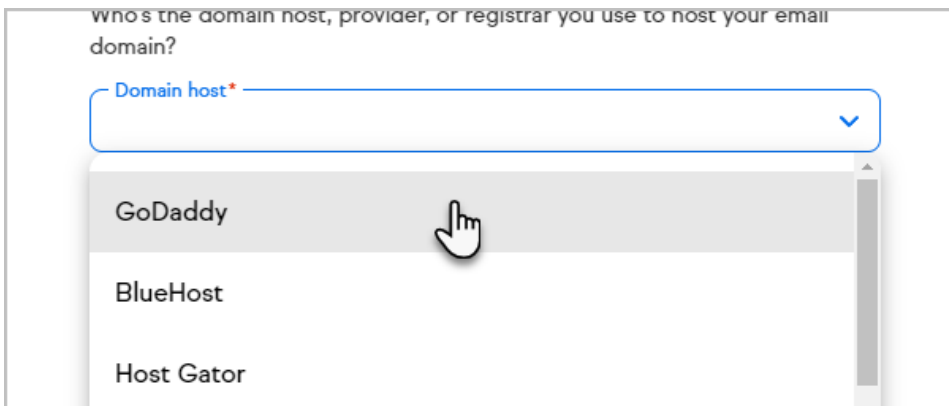 Who's the domain host, provider, or registrar you use to host your email
domain?
Domain host*
GoDaddy
BlueHost
Host Gator